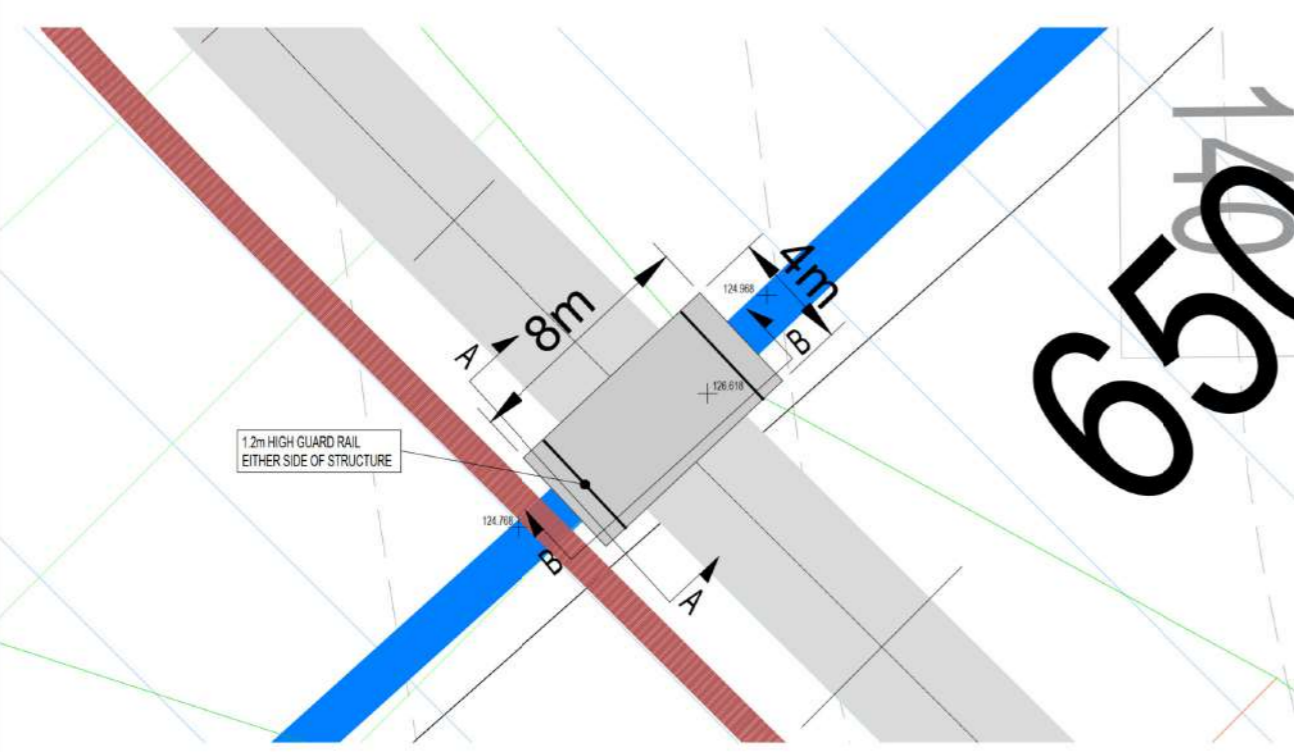 140
650
4m
124.968
8m
B
A
126.618
1.2m HIGH GUARD RAIL
EITHER SIDE OF STRUCTURE
124.768
B
A